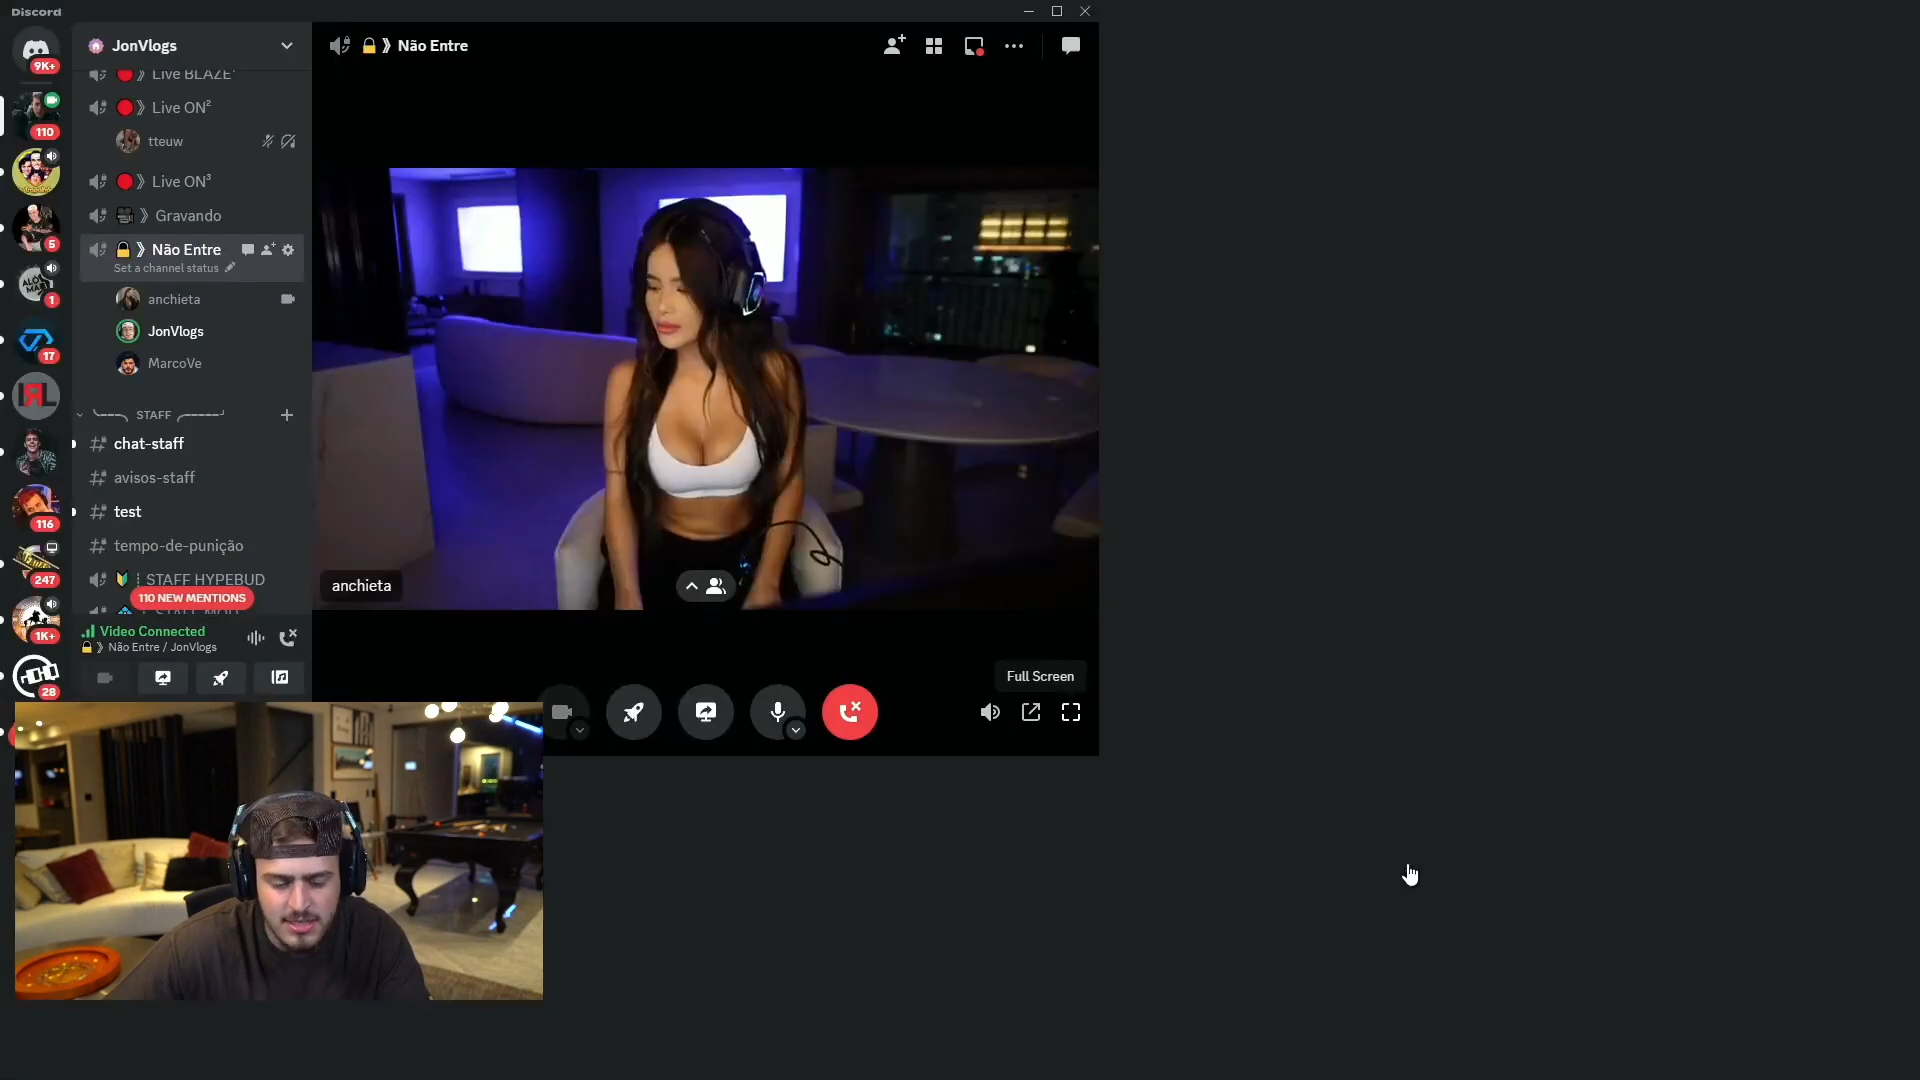 Discord
9K+
110
5
1
17
116
247
1K+
28
JonVlogs
Live BLAZE¹
》 Live ON²
tteuw
》 Live ON³
》 Gravando
》 Não Entre
Set a channel status
anchieta
JonVlogs
MarcoVe
STAFF
chat-staff
avisos-staff
test
tempo-de-punição
STAFF HYPEBUD
110 NEW MENTIONS
Video Connected
》 Não Entre / JonVlogs
》 Não Entre
anchieta
Full Screen